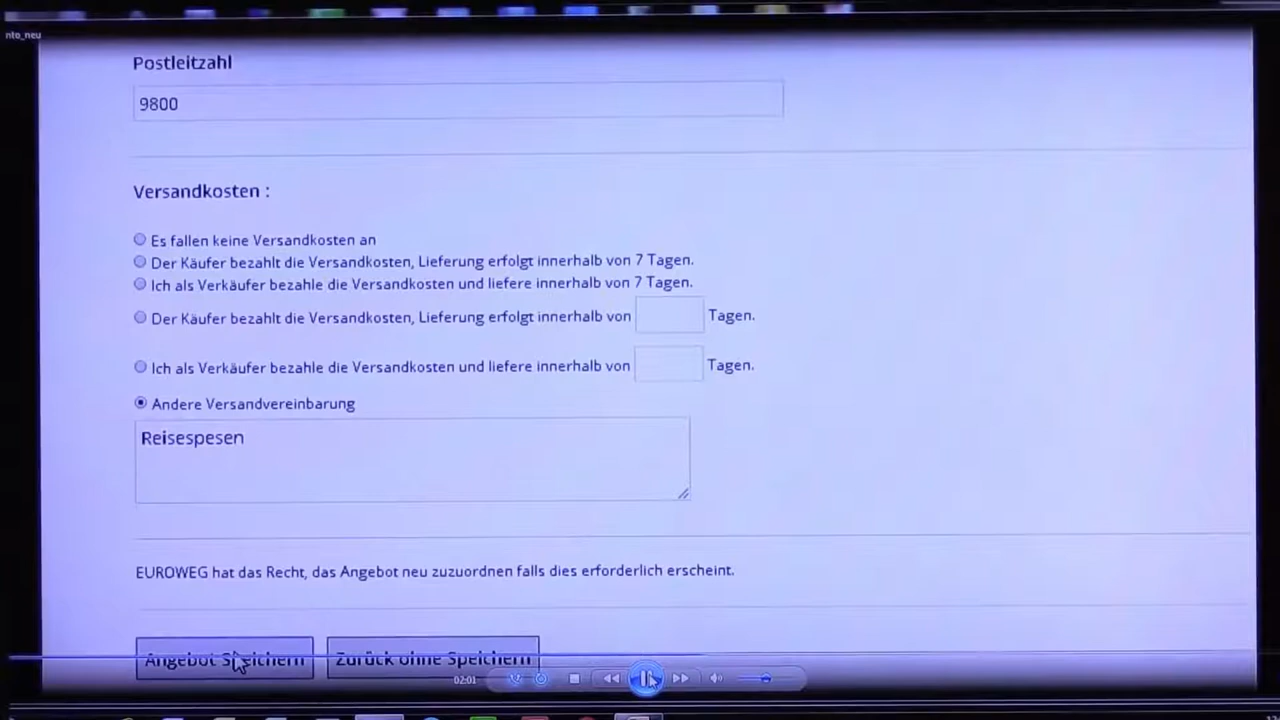 nto_neu
Postleitzahl
9800
Versandkosten :
Es fallen keine Versandkosten an
Der Käufer bezahlt die Versandkosten, Lieferung erfolgt innerhalb von 7 Tagen.
Ich als Verkäufer bezahle die Versandkosten und liefere innerhalb von 7 Tagen.
Der Käufer bezahlt die Versandkosten, Lieferung erfolgt innerhalb von Tagen.
Ich als Verkäufer bezahle die Versandkosten und liefere innerhalb von Tagen.
Andere Versandvereinbarung
Reisespesen
EUROWEG hat das Recht, das Angebot neu zuzuordnen falls dies erforderlich erscheint.
Angebot Speichern Zurück ohne Speichern
02:01